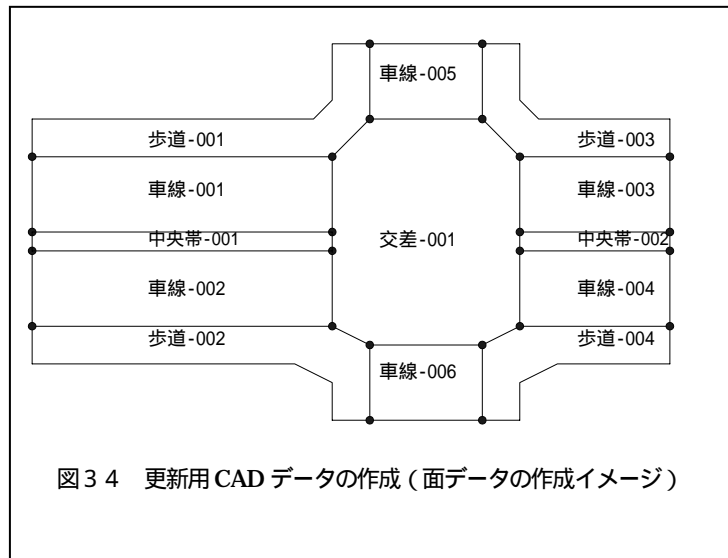 車線-005
歩道-001
歩道-003
車線-001
車線-003
中央帯-001
交差-001
中央帯-002
車線-002
車線-004
歩道-002
歩道-004
車線-006
図34 更新用CADデータの作成(面データの作成イメージ)